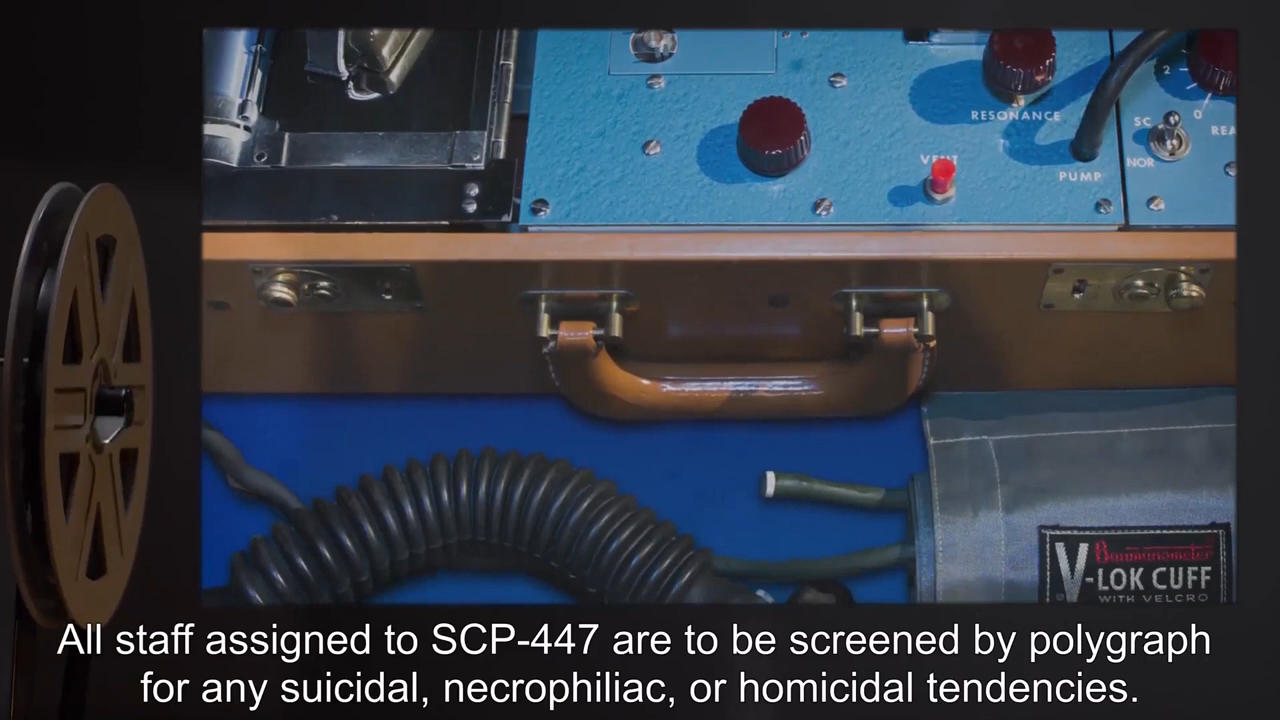 RESONANCE
VENT
PUMP
SC
NOR
2
0
REA
Baumanometer
V-LOK CUFF
WITH VELCRO
All staff assigned to SCP-447 are to be screened by polygraph
for any suicidal, necrophiliac, or homicidal tendencies.